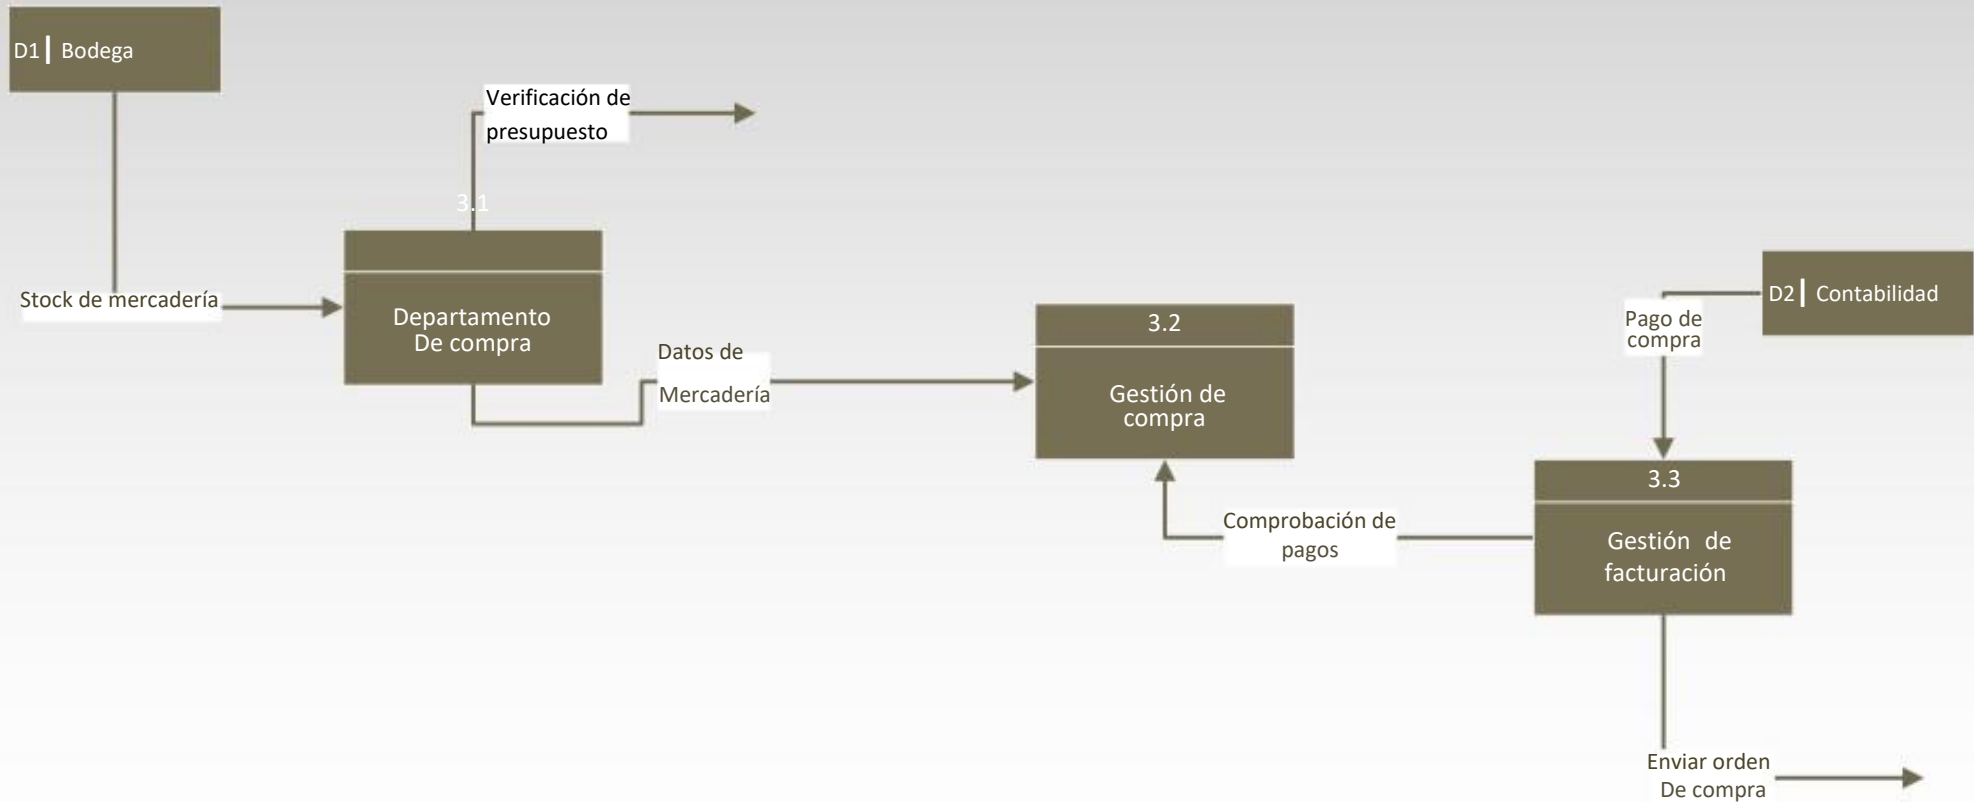 D1 | Bodega
Verificación de
presupuesto
3.1
Stock de mercadería
Departamento
De compra
Datos de
Mercadería
3.2
Gestión de
compra
D2 | Contabilidad
Pago de
compra
3.3
Gestión de
facturación
Comprobación de
pagos
Enviar orden
De compra